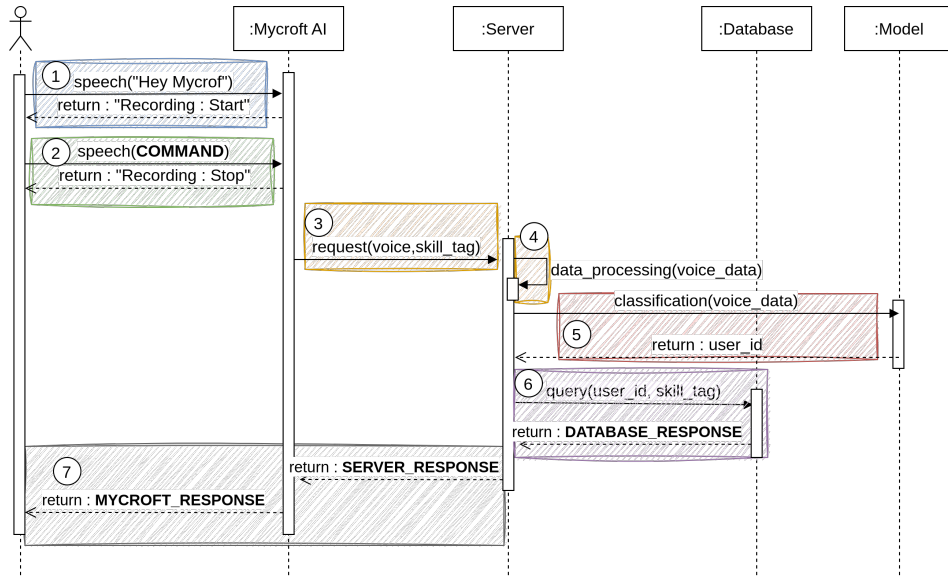 :Mycroft AI
:Server
:Database
:Model
1
speech("Hey Mycrof")
return : "Recording : Start"
2
speech(COMMAND)
return : "Recording : Stop"
3
request(voice,skill_tag)
4
data_processing(voice_data)
classification(voice_data)
5
return : user_id
6
query(user_id, skill_tag)
return : DATABASE_RESPONSE
7
return : SERVER_RESPONSE
return : MYCROFT_RESPONSE